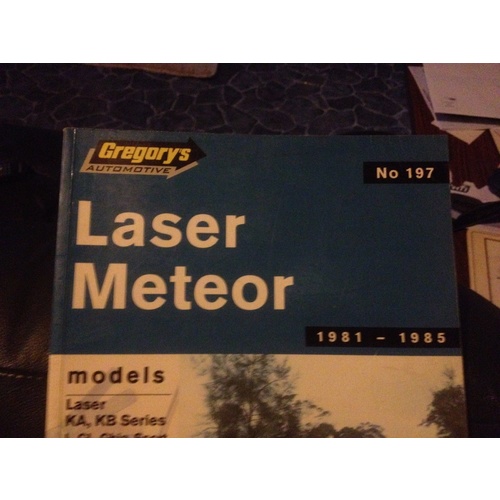 Gregory's
AUTOMOTIVE
No 197
Laser
Meteor
1981 - 1985
models
Laser
KA, KB Series